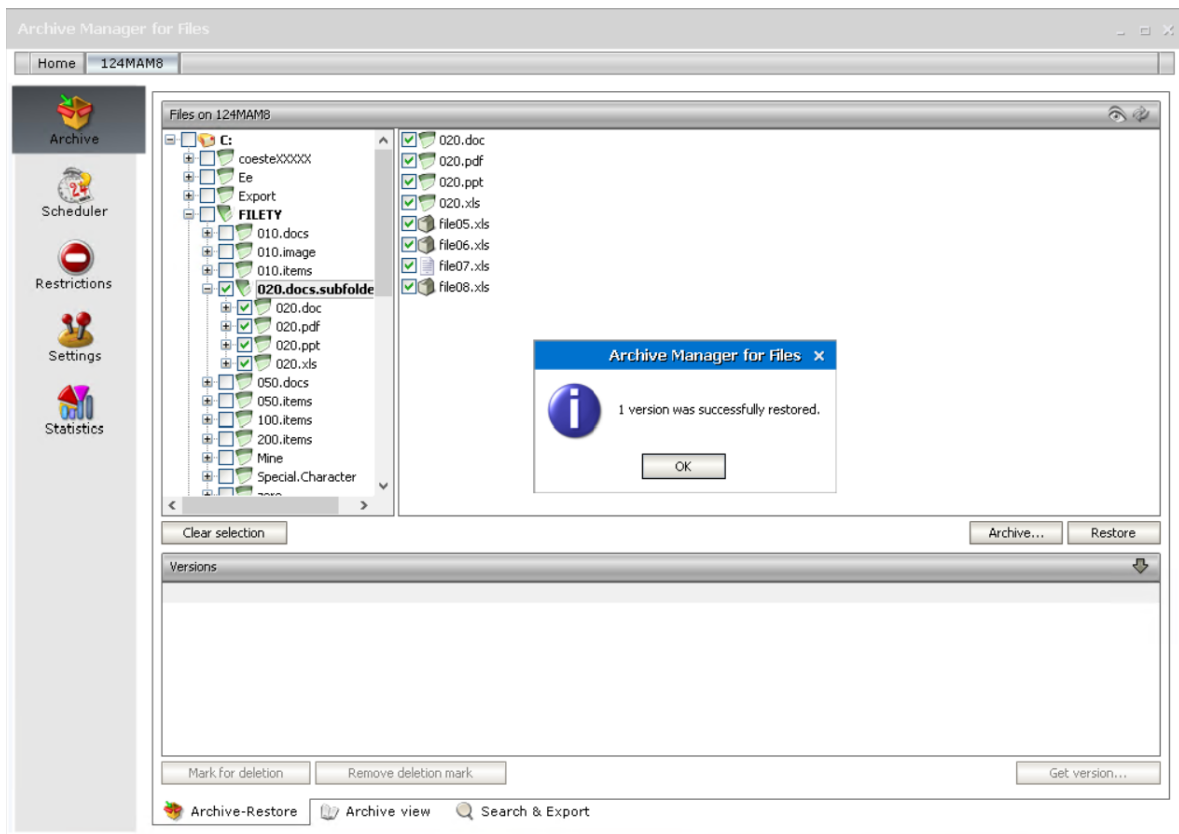 Archive Manager for Files
Home 124MAM8
Archive
Scheduler
Restrictions
Settings
Statistics
Files on 124MAM8
C:
coesteXXXXX
Ee
Export
FILETY
010.docs
010.image
010.items
020.docs.subfolde
020.doc
020.pdf
020.ppt
020.xls
050.docs
050.items
100.items
200.items
Mine
Special.Character
zero
020.doc
020.pdf
020.ppt
020.xls
file05.xls
file06.xls
file07.xls
file08.xls
Archive Manager for Files
1 version was successfully restored.
OK
Clear selection
Archive... Restore
Versions
Mark for deletion Remove deletion mark Get version...
Archive-Restore Archive view Search & Export